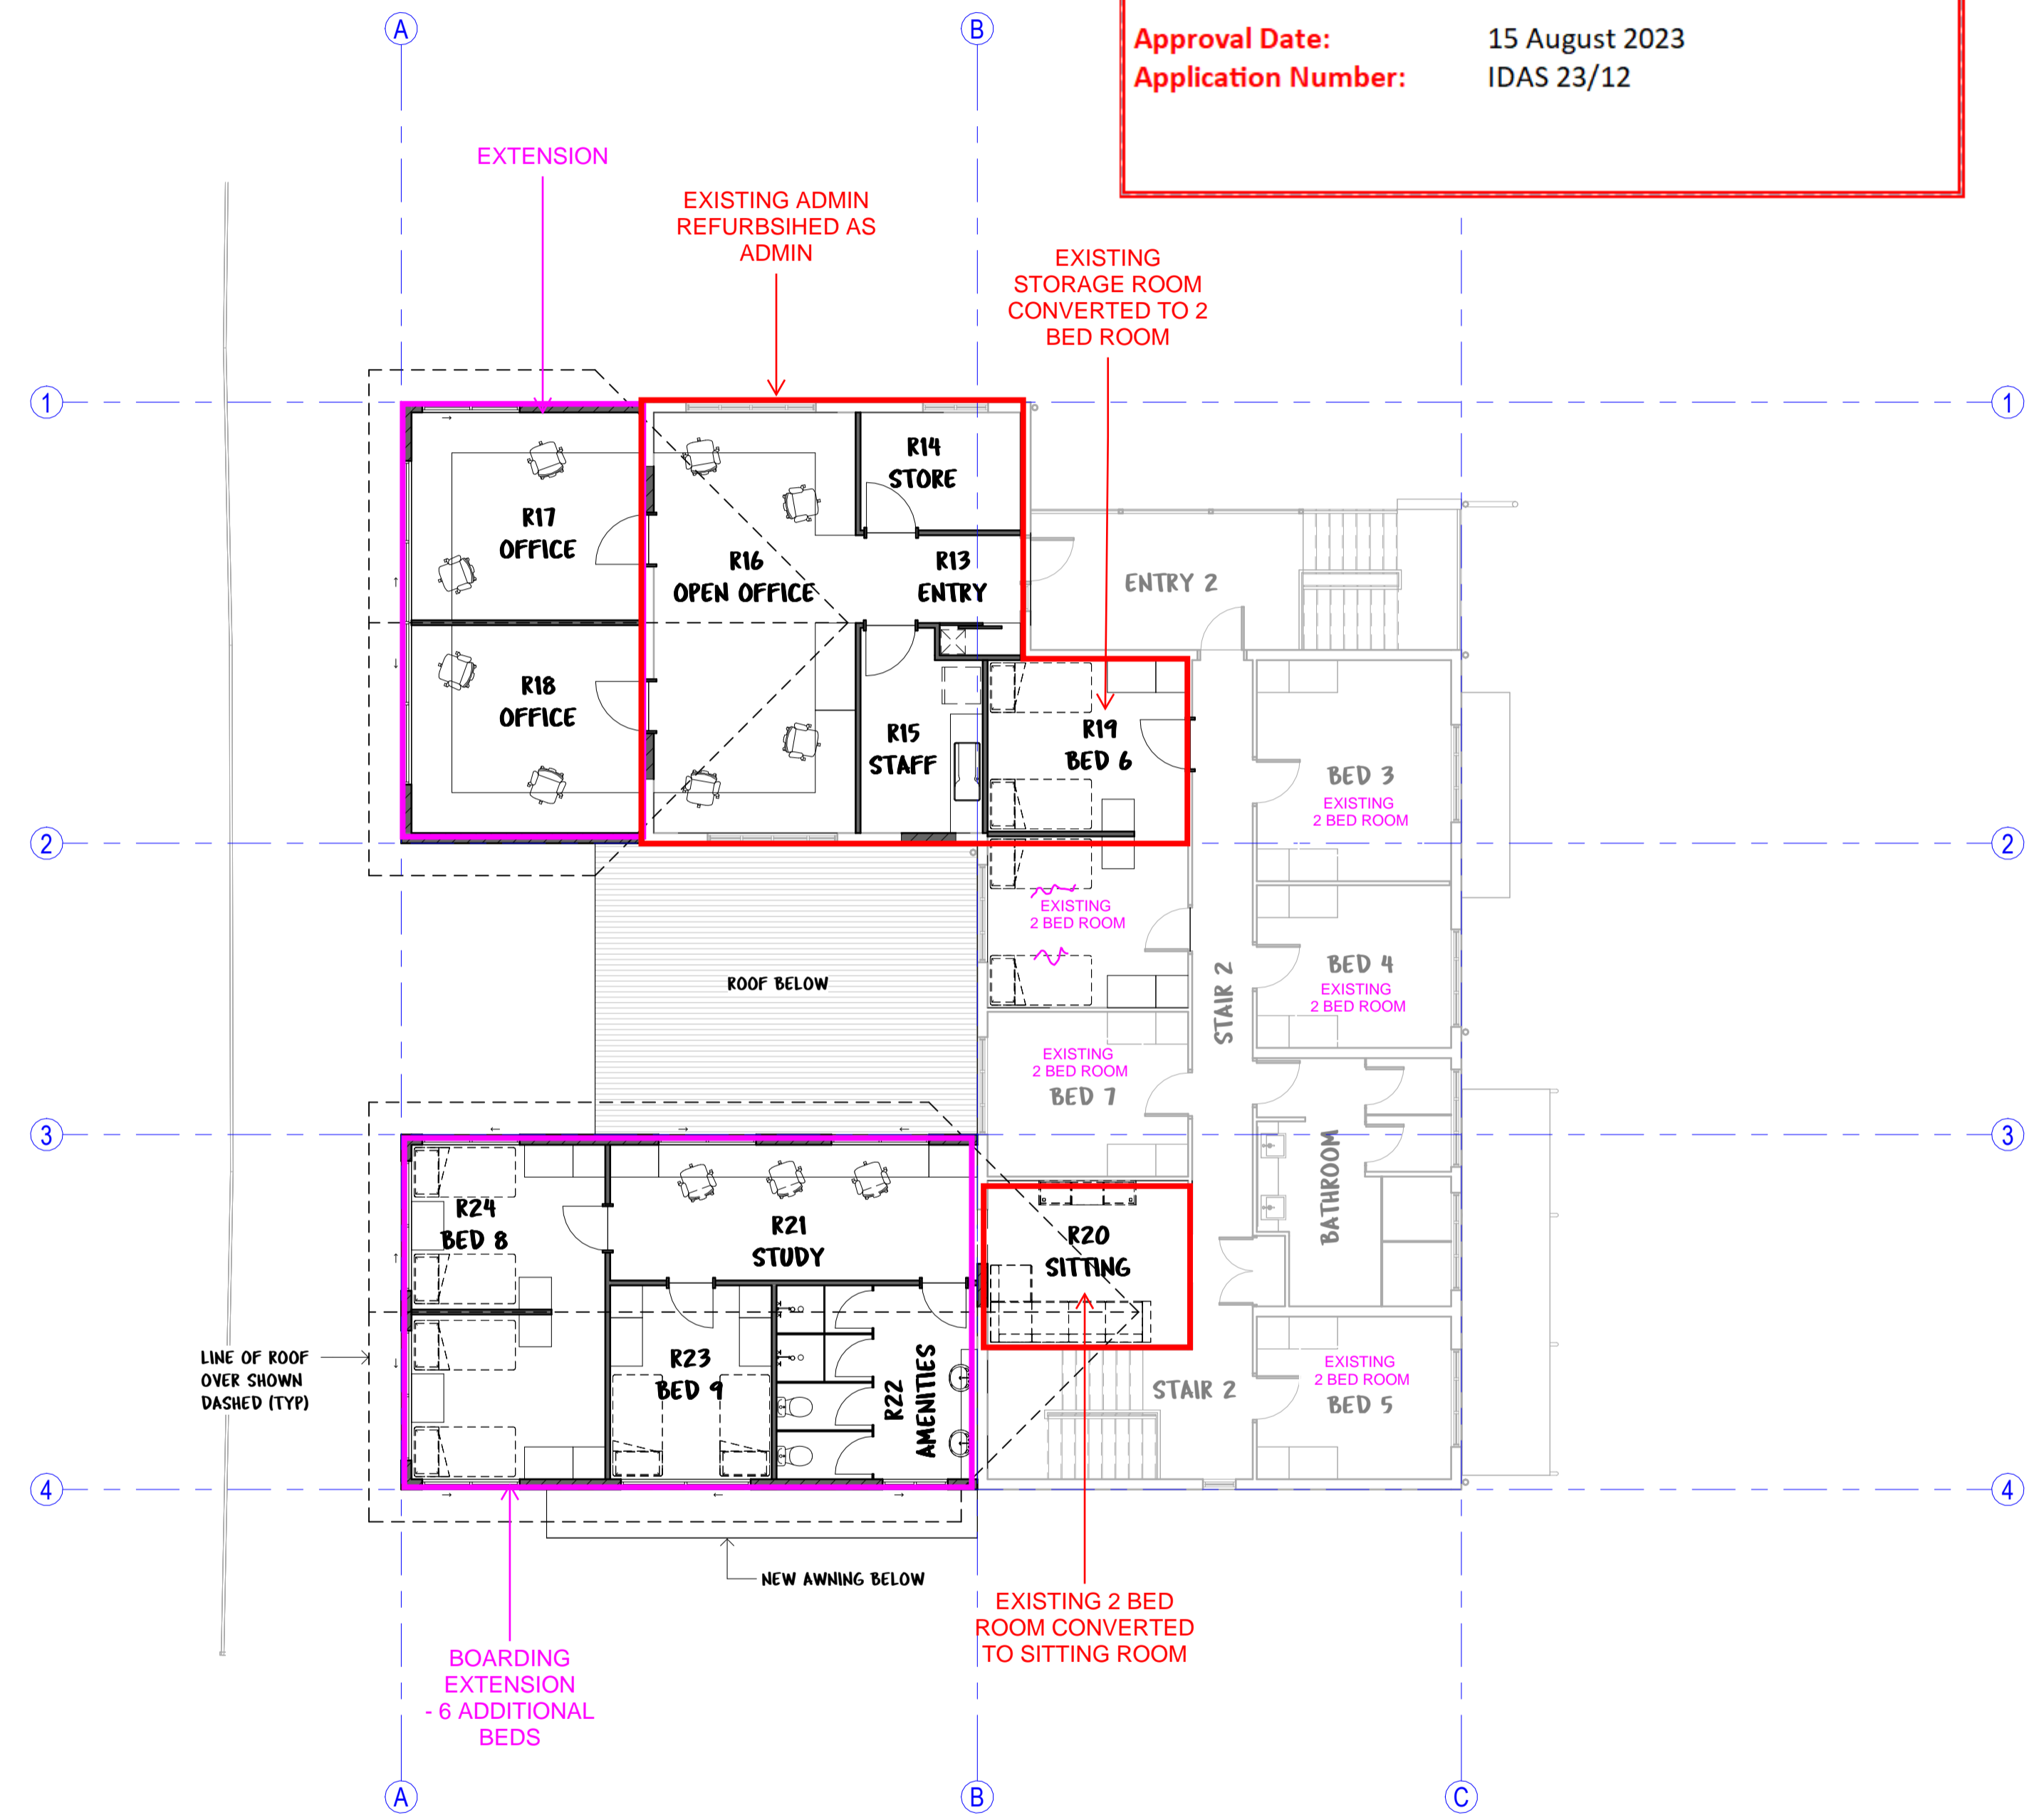 A
B
Approval Date: 15 August 2023
Application Number: IDAS 23/12
EXTENSION
EXISTING ADMIN
REFURBSIHED AS
ADMIN
EXISTING
STORAGE ROOM
CONVERTED TO 2
BED ROOM
1
1
R14
STORE
R17
OFFICE
R16
OPEN OFFICE
R13
ENTRY
ENTRY 2
R18
OFFICE
R15
STAFF
R19
BED 6
BED 3
EXISTING
2 BED ROOM
2
2
EXISTING
2 BED ROOM
BED 4
EXISTING
2 BED ROOM
ROOF BELOW
STAIR 2
EXISTING
2 BED ROOM
BED 7
3
3
BATHROOM
R24
BED 8
R21
STUDY
R20
SITTING
LINE OF ROOF
OVER SHOWN
DASHED (TYP)
R23
BED 9
R22
AMENITIES
STAIR 2
EXISTING
2 BED ROOM
BED 5
4
4
NEW AWNING BELOW
EXISTING 2 BED
ROOM CONVERTED
TO SITTING ROOM
BOARDING
EXTENSION
- 6 ADDITIONAL
BEDS
A
B
C